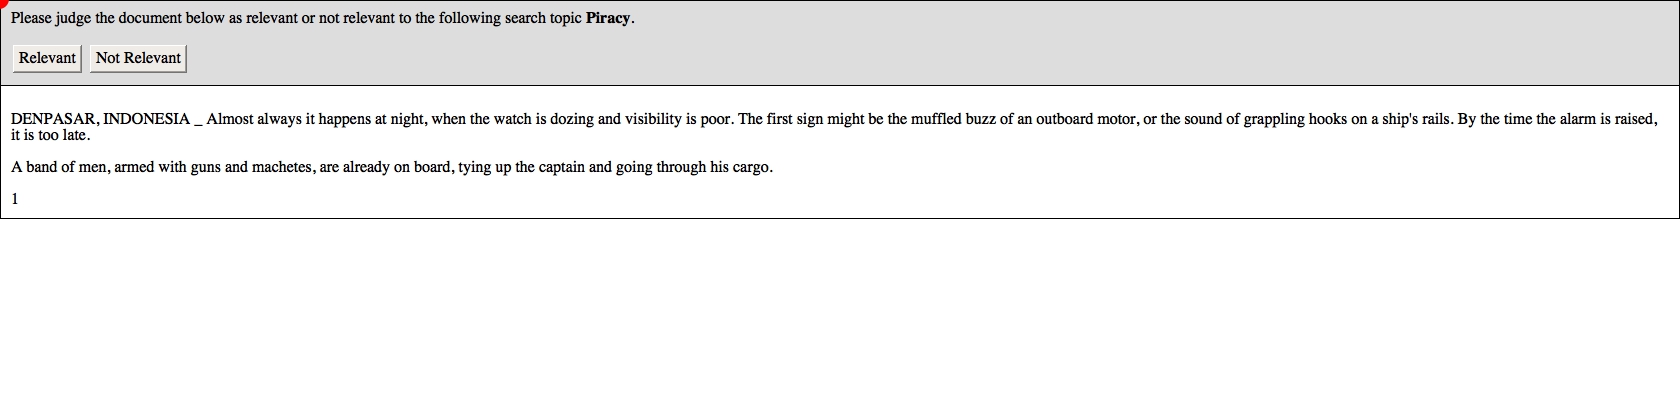 Please judge the document below as relevant or not relevant to the following search topic Piracy.
Relevant Not Relevant
DENPASAR, INDONESIA _ Almost always it happens at night, when the watch is dozing and visibility is poor. The first sign might be the muffled buzz of an outboard motor, or the sound of grappling hooks on a ship's rails. By the time the alarm is raised,
it is too late.
A band of men, armed with guns and machetes, are already on board, tying up the captain and going through his cargo.
1